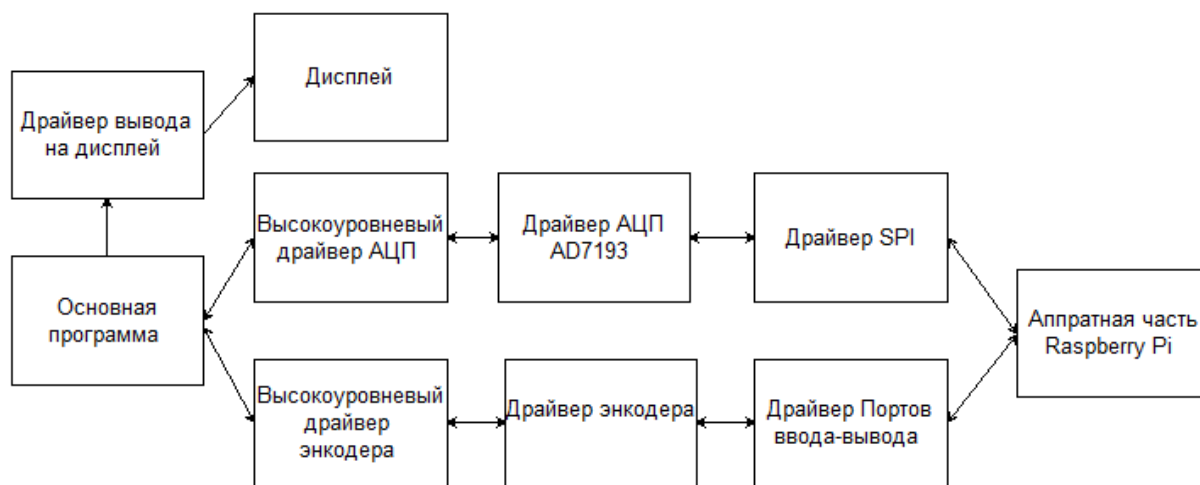 Дисплей
Драйвер вывода
на дисплей
Высокоуровневый
драйвер АЦП
Драйвер АЦП
AD7193
Драйвер SPI
Основная
программа
Аппратная часть
Raspberry Pi
Высокоуровневый
драйвер
энкодера
Драйвер энкодера
Драйвер Портов
ввода-вывода